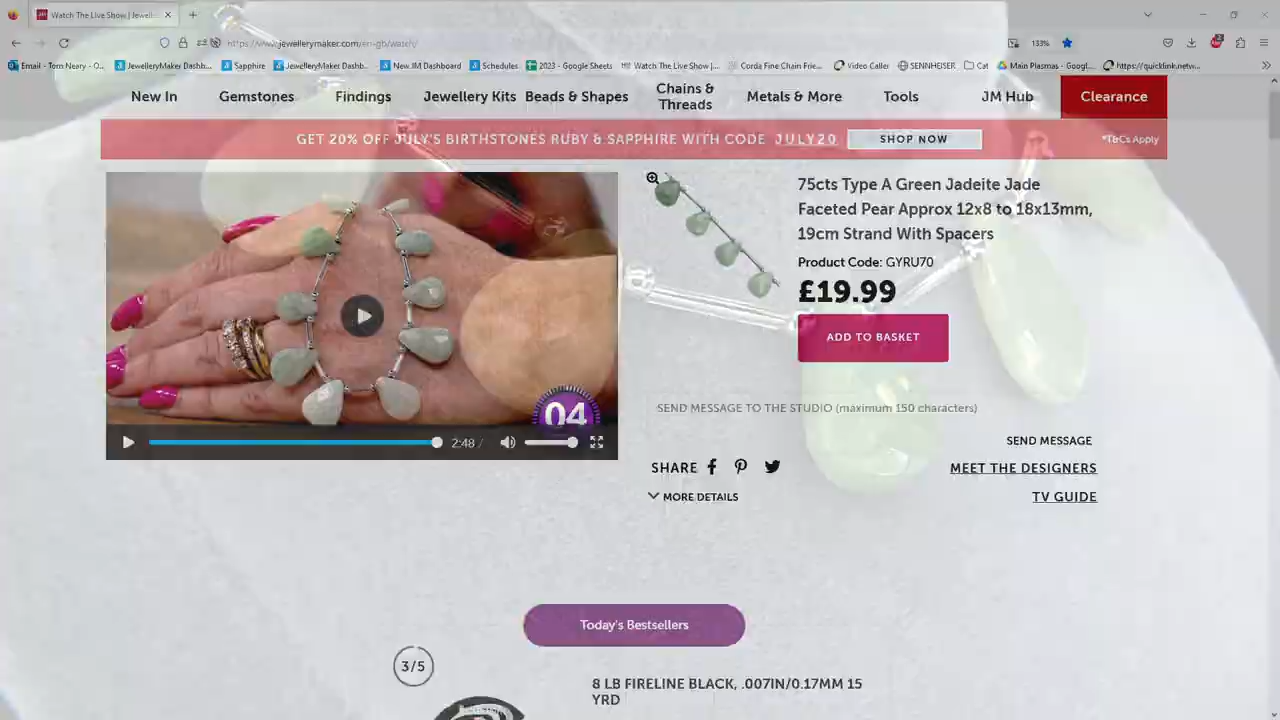 Watch The Live Show | Jewelle
https://www.jewellerymaker.com/en-gb/watch/
133%
Email - Tom Neary - O...
JewelleryMaker Dashb...
Sapphire
JewelleryMaker Dashb...
New JM Dashboard
Schedules
2023 - Google Sheets
Watch The Live Show |...
Corda Fine Chain Frie...
Video Caller
SENNHEISER
Cat
Main Plasmas - Googl...
https://quicklink.netw...
New In
Gemstones
Findings
Jewellery Kits
Beads & Shapes
Chains &
Threads
Metals & More
Tools
JM Hub
Clearance
GET 20% OFF JULY'S BIRTHSTONES RUBY & SAPPHIRE WITH CODE JULY20
SHOP NOW
*T&Cs Apply
75cts Type A Green Jadeite Jade
Faceted Pear Approx 12x8 to 18x13mm,
19cm Strand With Spacers
Product Code: GYRU70
£19.99
ADD TO BASKET
04
2:48 /
SEND MESSAGE TO THE STUDIO (maximum 150 characters)
SEND MESSAGE
SHARE
MEET THE DESIGNERS
MORE DETAILS
TV GUIDE
Today's Bestsellers
3/5
8 LB FIRELINE BLACK, .007IN/0.17MM 15
YRD